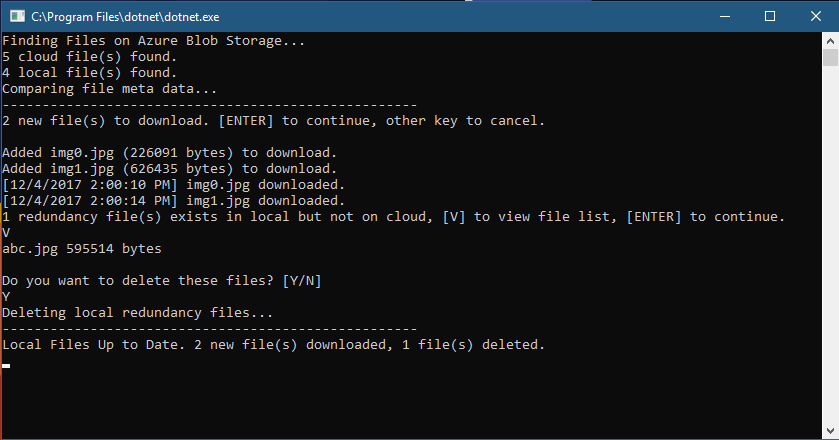 C:\Program Files\dotnet\dotnet.exe
Finding Files on Azure Blob Storage...
5 cloud file(s) found.
4 local file(s) found.
Comparing file meta data...
----------------------------------------------------
2 new file(s) to download. [ENTER] to continue, other key to cancel.
Added img0.jpg (226091 bytes) to download.
Added img1.jpg (626435 bytes) to download.
[12/4/2017 2:00:10 PM] img0.jpg downloaded.
[12/4/2017 2:00:14 PM] img1.jpg downloaded.
1 redundancy file(s) exists in local but not on cloud, [V] to view file list, [ENTER] to continue.
V
abc.jpg 595514 bytes
Do you want to delete these files? [Y/N]
Y
Deleting local redundancy files...
----------------------------------------------------
Local Files Up to Date. 2 new file(s) downloaded, 1 file(s) deleted.